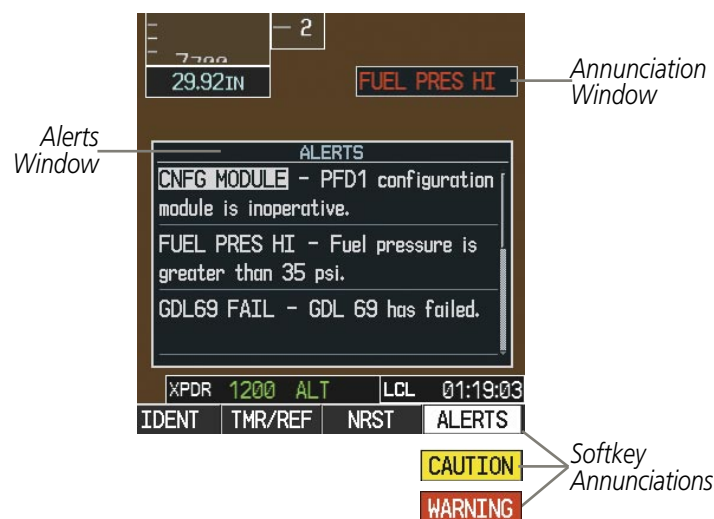 2
29.92IN
FUEL PRES HI
Annunciation
Window
Alerts
Window
ALERTS
CNFG MODULE – PFD1 configuration
module is inoperative.
FUEL PRES HI – Fuel pressure is
greater than 35 psi.
GDL69 FAIL – GDL 69 has failed.
XPDR 1200 ALT LCL 01:19:03
IDENT TMR/REF NRST ALERTS
CAUTION
WARNING
Softkey
Annunciations